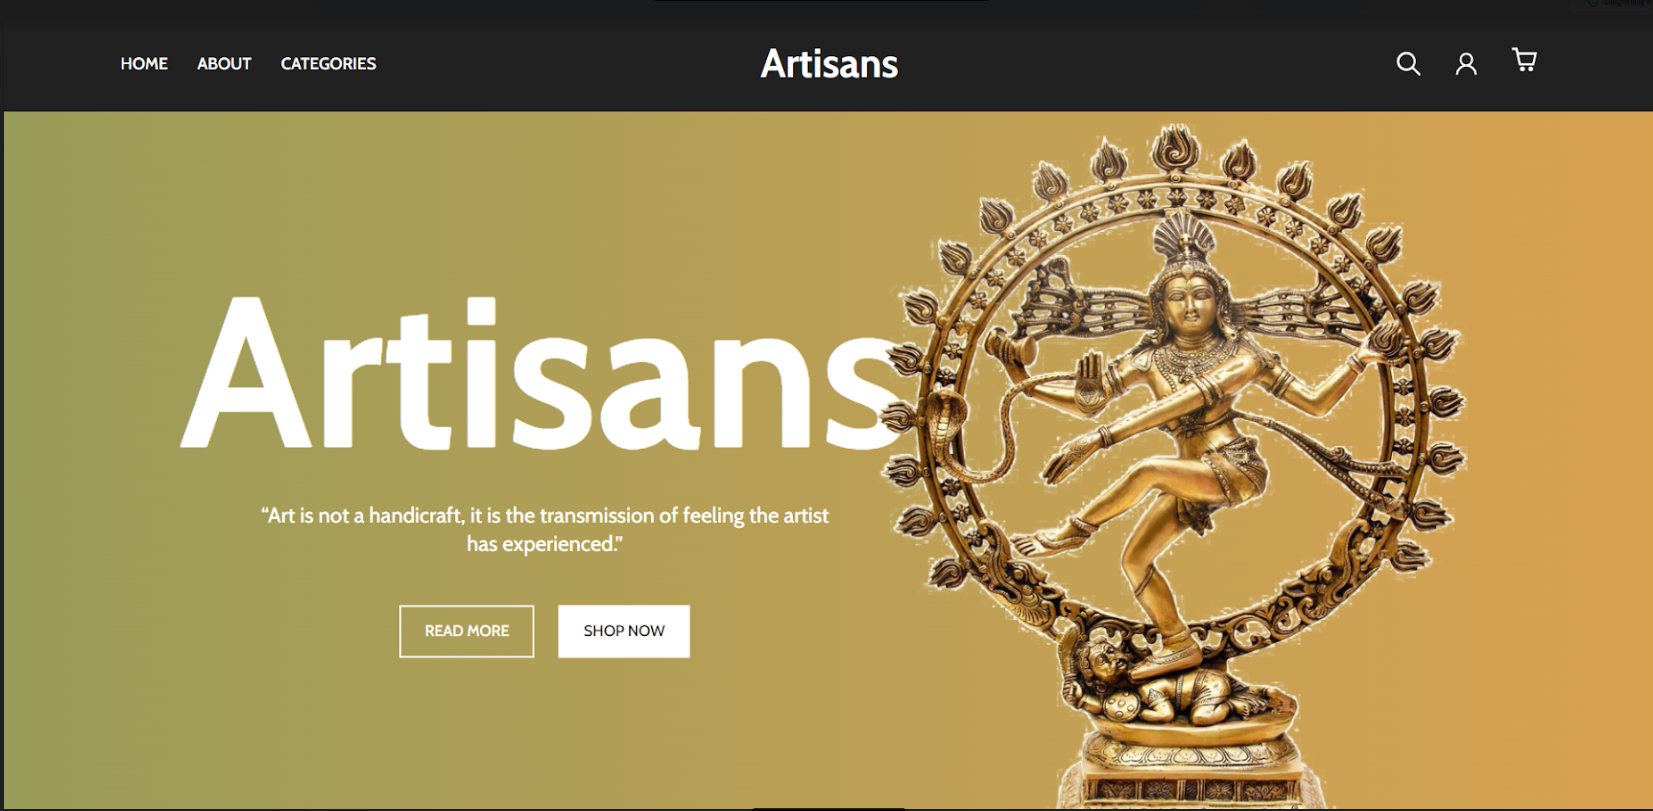 HOME ABOUT CATEGORIES Artisans
Artisans
“Art is not a handicraft, it is the transmission of feeling the artist
has experienced.”
READ MORE SHOP NOW